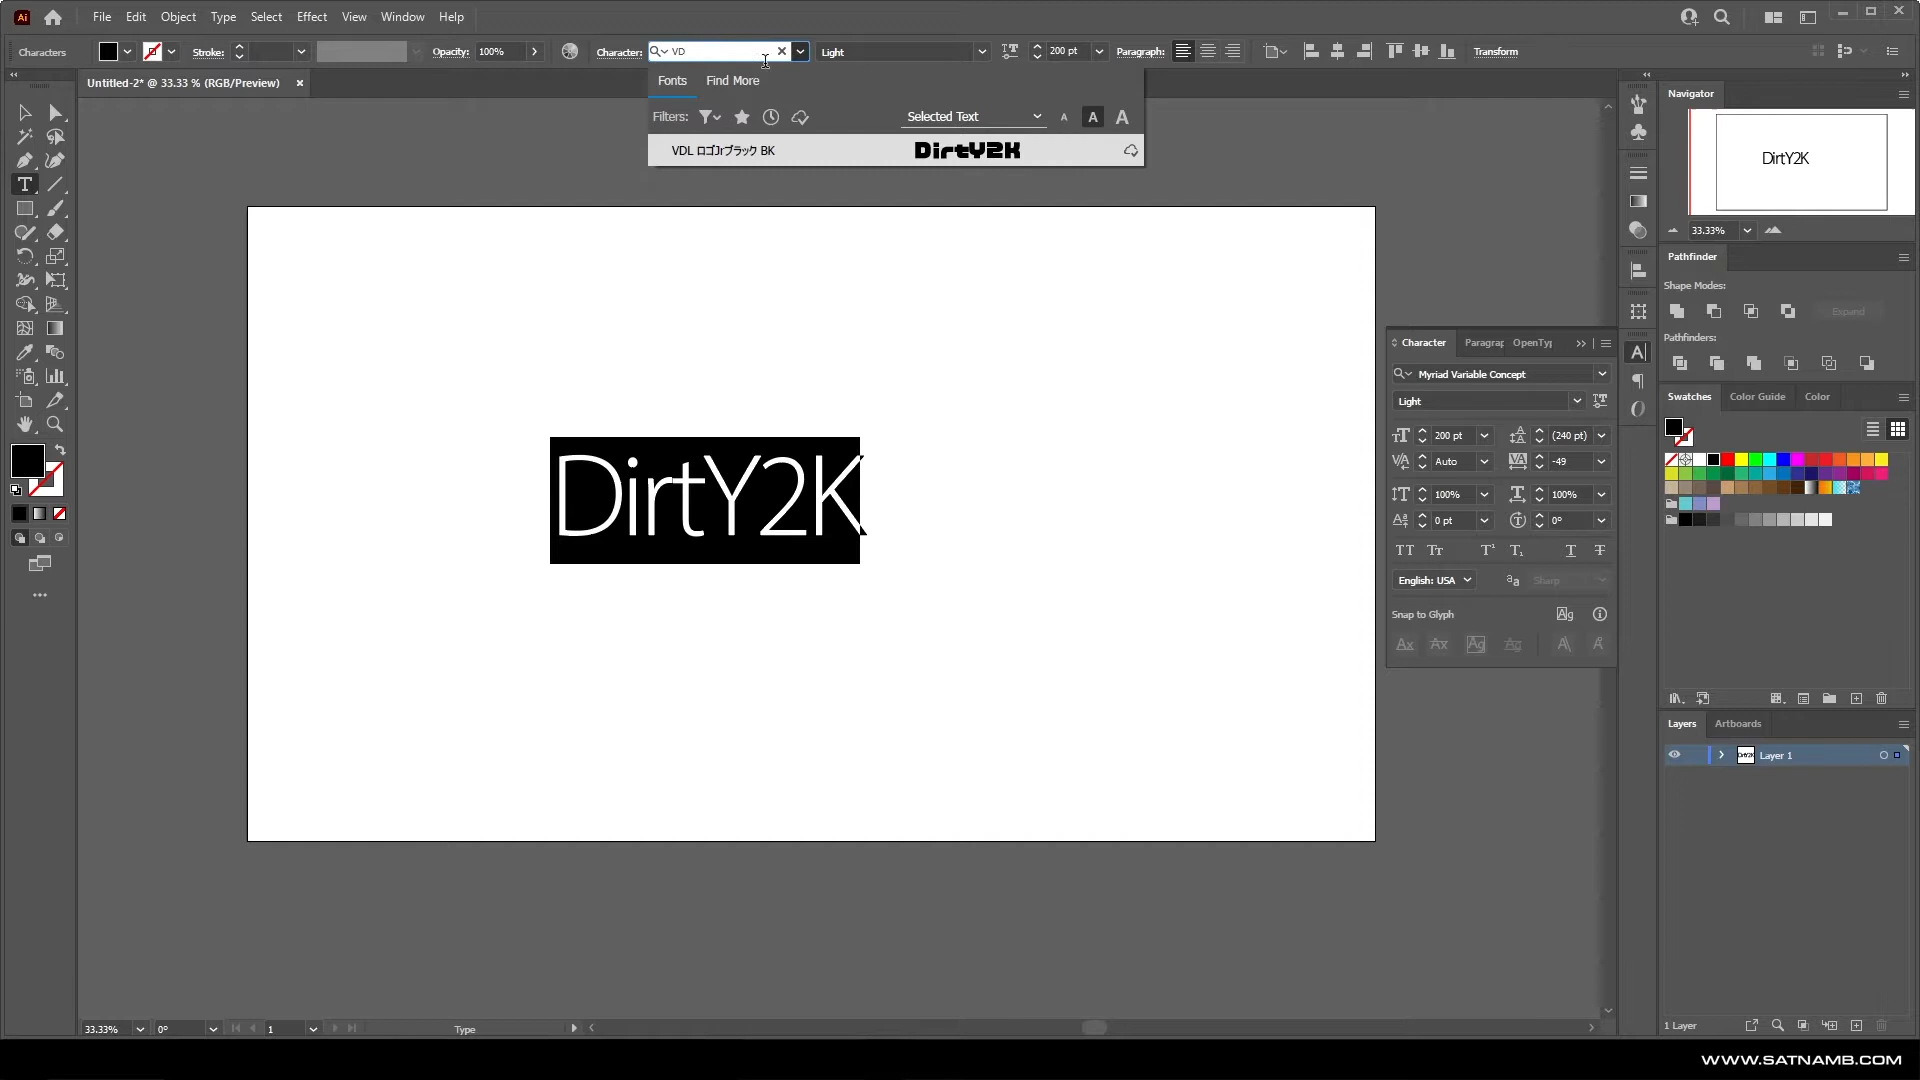 Ai File Edit Object Type Select Effect View Window Help
Characters Stroke: Opacity: 100% Character: VD Light 200 pt Paragraph: Transform
Untitled-2* @ 33.33 % (RGB/Preview)
Fonts Find More
Filters: Selected Text A A A
VDL ロゴJrブラック BK DirtY2K
DirtY2K
Navigator
DirtY2K
33.33%
Pathfinder
Shape Modes:
Expand
Pathfinders:
Character Paragrap OpenTyp
Myriad Variable Concept
Light
200 pt (240 pt)
Auto -49
100% 100%
0 pt 0°
English: USA Sharp
Snap to Glyph
Swatches Color Guide Color
Layers Artboards
Layer 1
1 Layer
33.33% 0° 1 Type
WWW.SATNAMB.COM